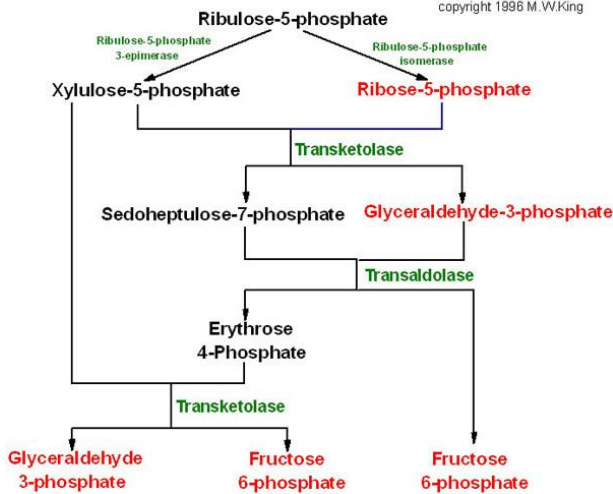 copyright 1996 M.W.King
Ribulose-5-phosphate
Ribulose-5-phosphate
3-epimerase
Ribulose-5-phosphate
isomerase
Xylulose-5-phosphate
Ribose-5-phosphate
Transketolase
Sedoheptulose-7-phosphate
Glyceraldehyde-3-phosphate
Transaldolase
Erythrose
4-Phosphate
Transketolase
Glyceraldehyde
3-phosphate
Fructose
6-phosphate
Fructose
6-phosphate